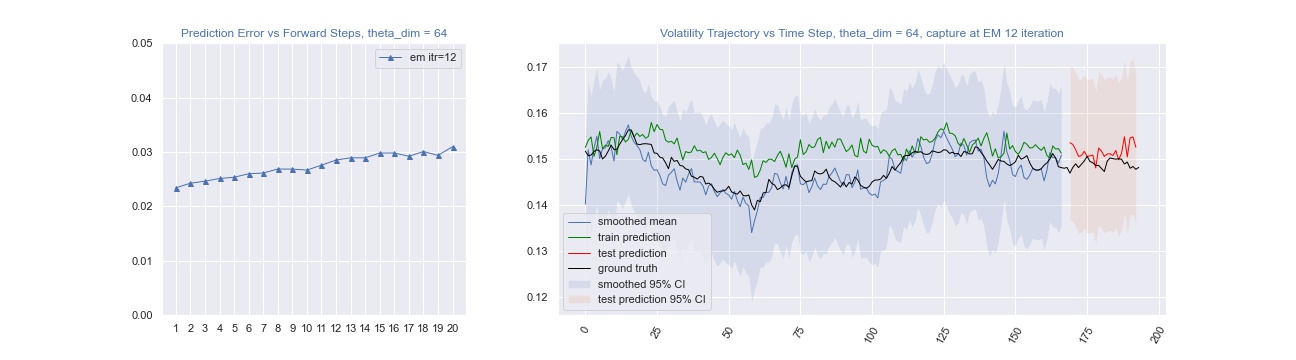 Prediction Error vs Forward Steps, theta_dim = 64
0.05
0.04
0.03
0.02
0.01
0.00
em itr=12
1 2 3 4 5 6 7 8 9 10 11 12 13 14 15 16 17 18 19 20
Volatility Trajectory vs Time Step, theta_dim = 64, capture at EM 12 iteration
0.17
0.16
0.15
0.14
0.13
0.12
smoothed mean
train prediction
test prediction
ground truth
smoothed 95% CI
test prediction 95% CI
0 25 50 75 100 125 150 175 200